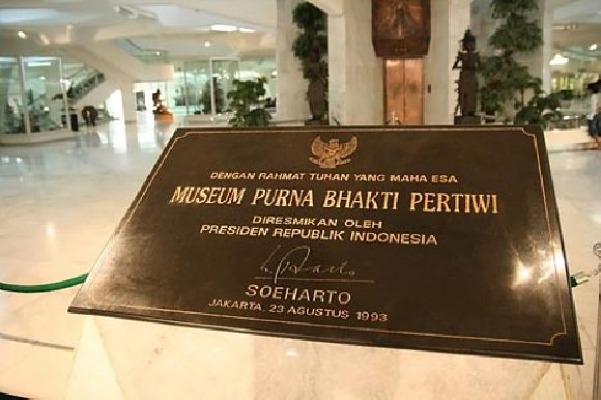 DENGAN RAHMAT TUHAN YANG MAHA ESA
MUSEUM PURNA BHAKTI PERTIWI
DIRESMIKAN OLEH
PRESIDEN REPUBLIK INDONESIA
SOEHARTO
JAKARTA, 23 AGUSTUS 1993